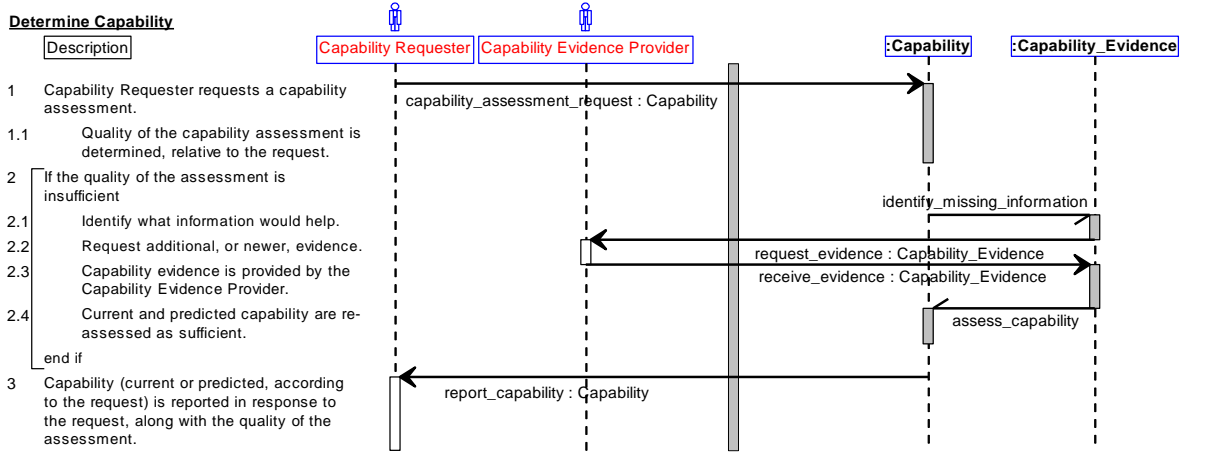 Determine Capability
Description
Capability Requester
Capability Evidence Provider
:Capability
:Capability_Evidence
1 Capability Requester requests a capability
assessment.
capability_assessment_request : Capability
1.1 Quality of the capability assessment is
determined, relative to the request.
2 If the quality of the assessment is
insufficient
identify_missing_information
2.1 Identify what information would help.
2.2 Request additional, or newer, evidence.
request_evidence : Capability_Evidence
2.3 Capability evidence is provided by the
Capability Evidence Provider.
receive_evidence : Capability_Evidence
2.4 Current and predicted capability are re-
assessed as sufficient.
assess_capability
end if
3 Capability (current or predicted, according
to the request) is reported in response to
the request, along with the quality of the
assessment.
report_capability : Capability